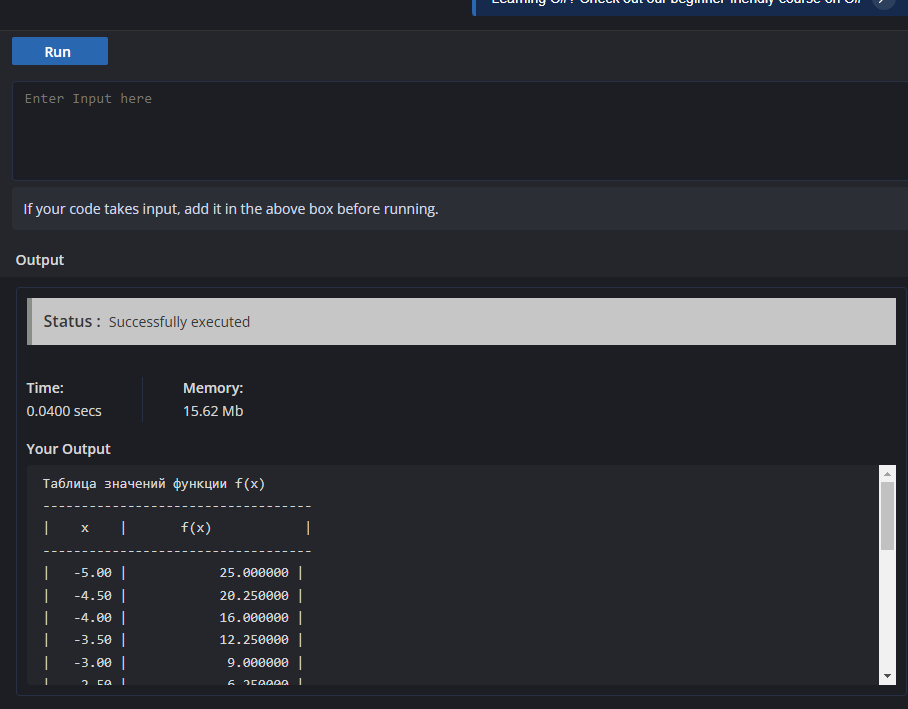 Learning C#? Check out our beginner friendly course on C#
Run
Enter Input here
If your code takes input, add it in the above box before running.
Output
Status : Successfully executed
Time:
Memory:
0.0400 secs
15.62 Mb
Your Output
Таблица значений функции f(x)
-----------------------------------
|    x    |       f(x)            |
-----------------------------------
|   -5.00 |            25.000000 |
|   -4.50 |            20.250000 |
|   -4.00 |            16.000000 |
|   -3.50 |            12.250000 |
|   -3.00 |             9.000000 |
|   -2.50 |             6.250000 |